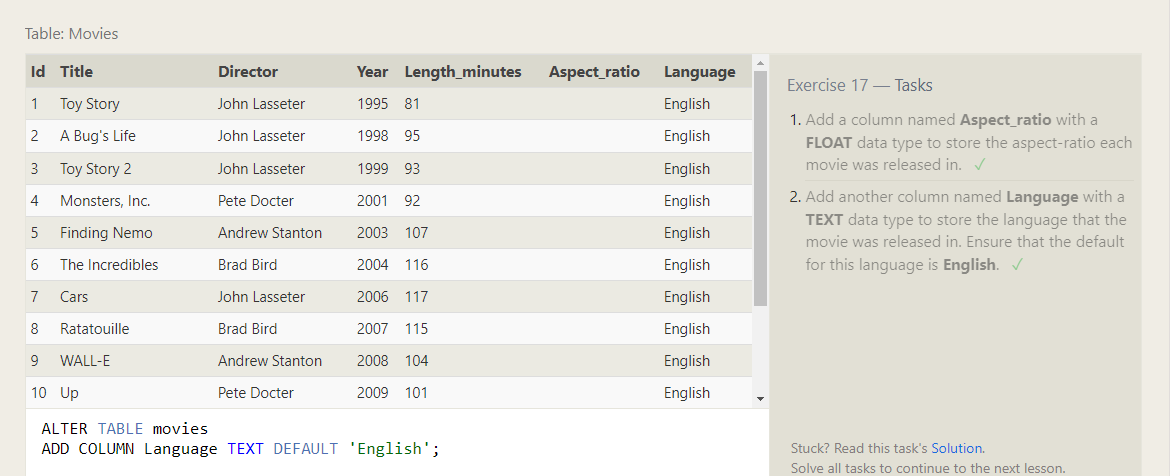 Table: Movies
Id Title Director Year Length_minutes Aspect_ratio Language
1 Toy Story John Lasseter 1995 81 English
2 A Bug's Life John Lasseter 1998 95 English
3 Toy Story 2 John Lasseter 1999 93 English
4 Monsters, Inc. Pete Docter 2001 92 English
5 Finding Nemo Andrew Stanton 2003 107 English
6 The Incredibles Brad Bird 2004 116 English
7 Cars John Lasseter 2006 117 English
8 Ratatouille Brad Bird 2007 115 English
9 WALL-E Andrew Stanton 2008 104 English
10 Up Pete Docter 2009 101 English
ALTER TABLE movies
ADD COLUMN Language TEXT DEFAULT 'English';
Exercise 17 — Tasks
1. Add a column named Aspect_ratio with a
FLOAT data type to store the aspect-ratio each
movie was released in. ✓
2. Add another column named Language with a
TEXT data type to store the language that the
movie was released in. Ensure that the default
for this language is English. ✓
Stuck? Read this task's Solution.
Solve all tasks to continue to the next lesson.